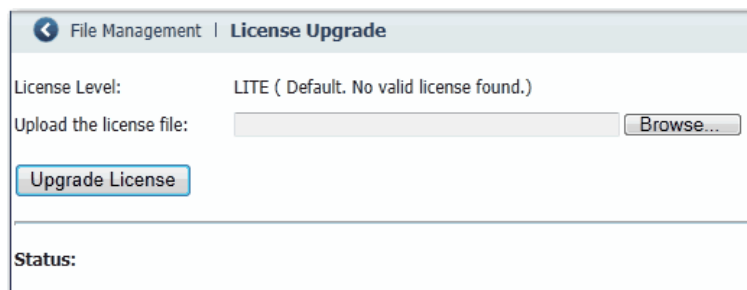 File Management | License Upgrade
License Level: LITE ( Default. No valid license found.)
Upload the license file: Browse...
Upgrade License
Status: